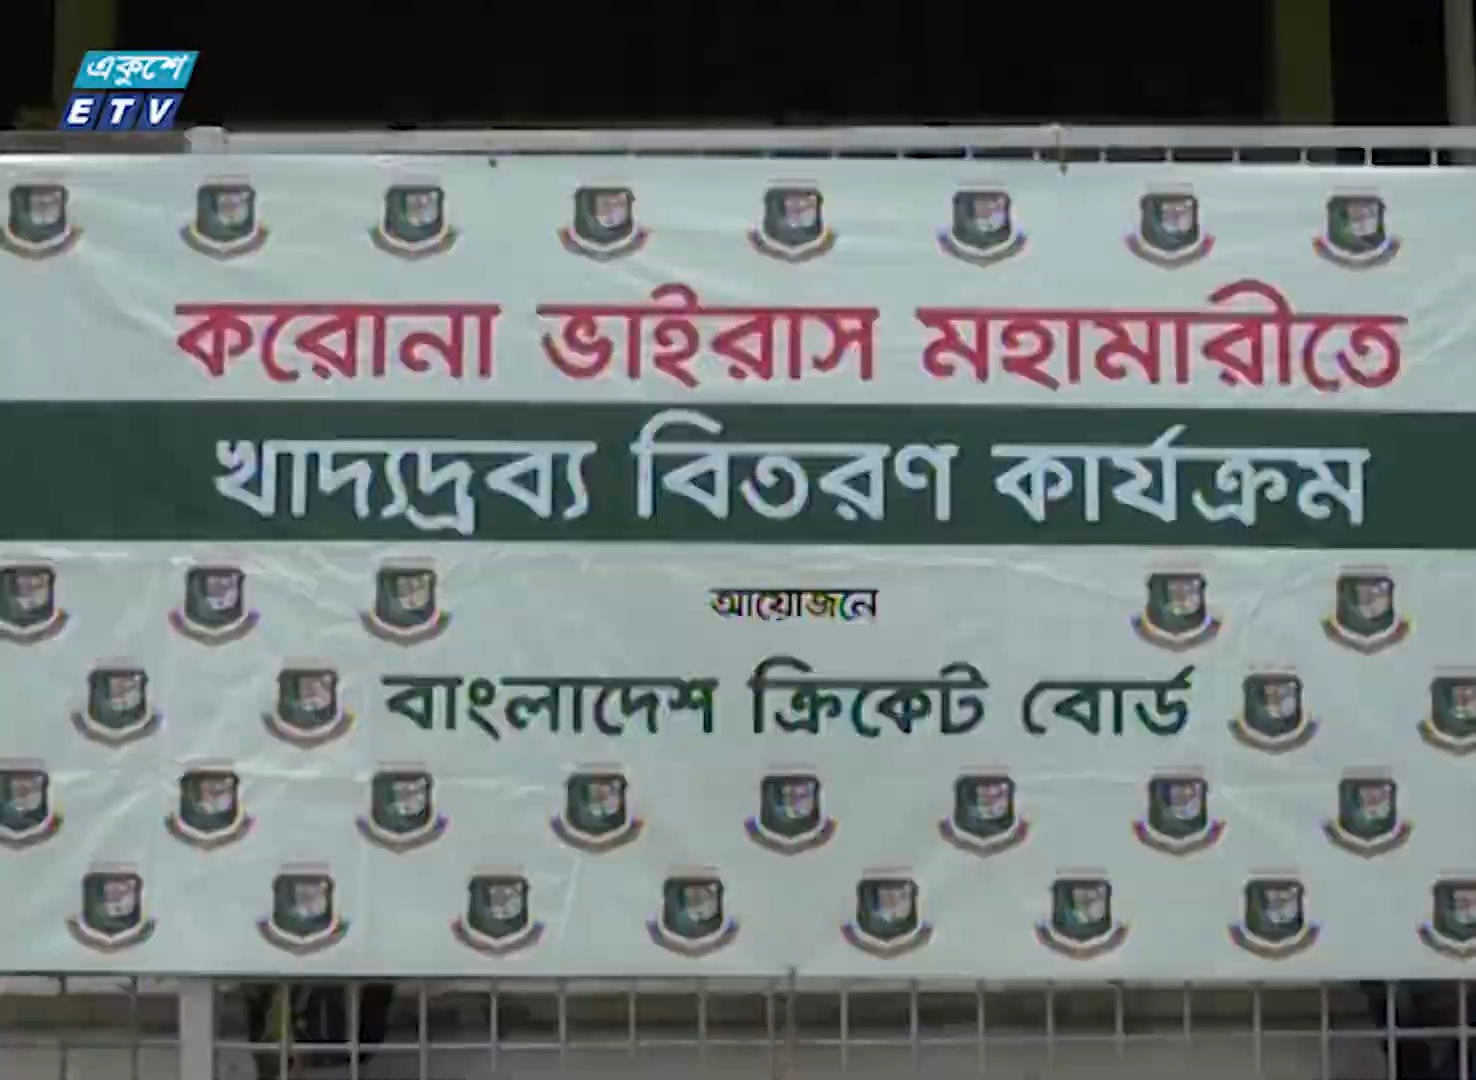 একুশে
ETV
করোনা ভাইরাস মহামারীতে
খাদ্যদ্রব্য বিতরণ কার্যক্রম
আয়োজনে
বাংলাদেশ ক্রিকেট বোর্ড